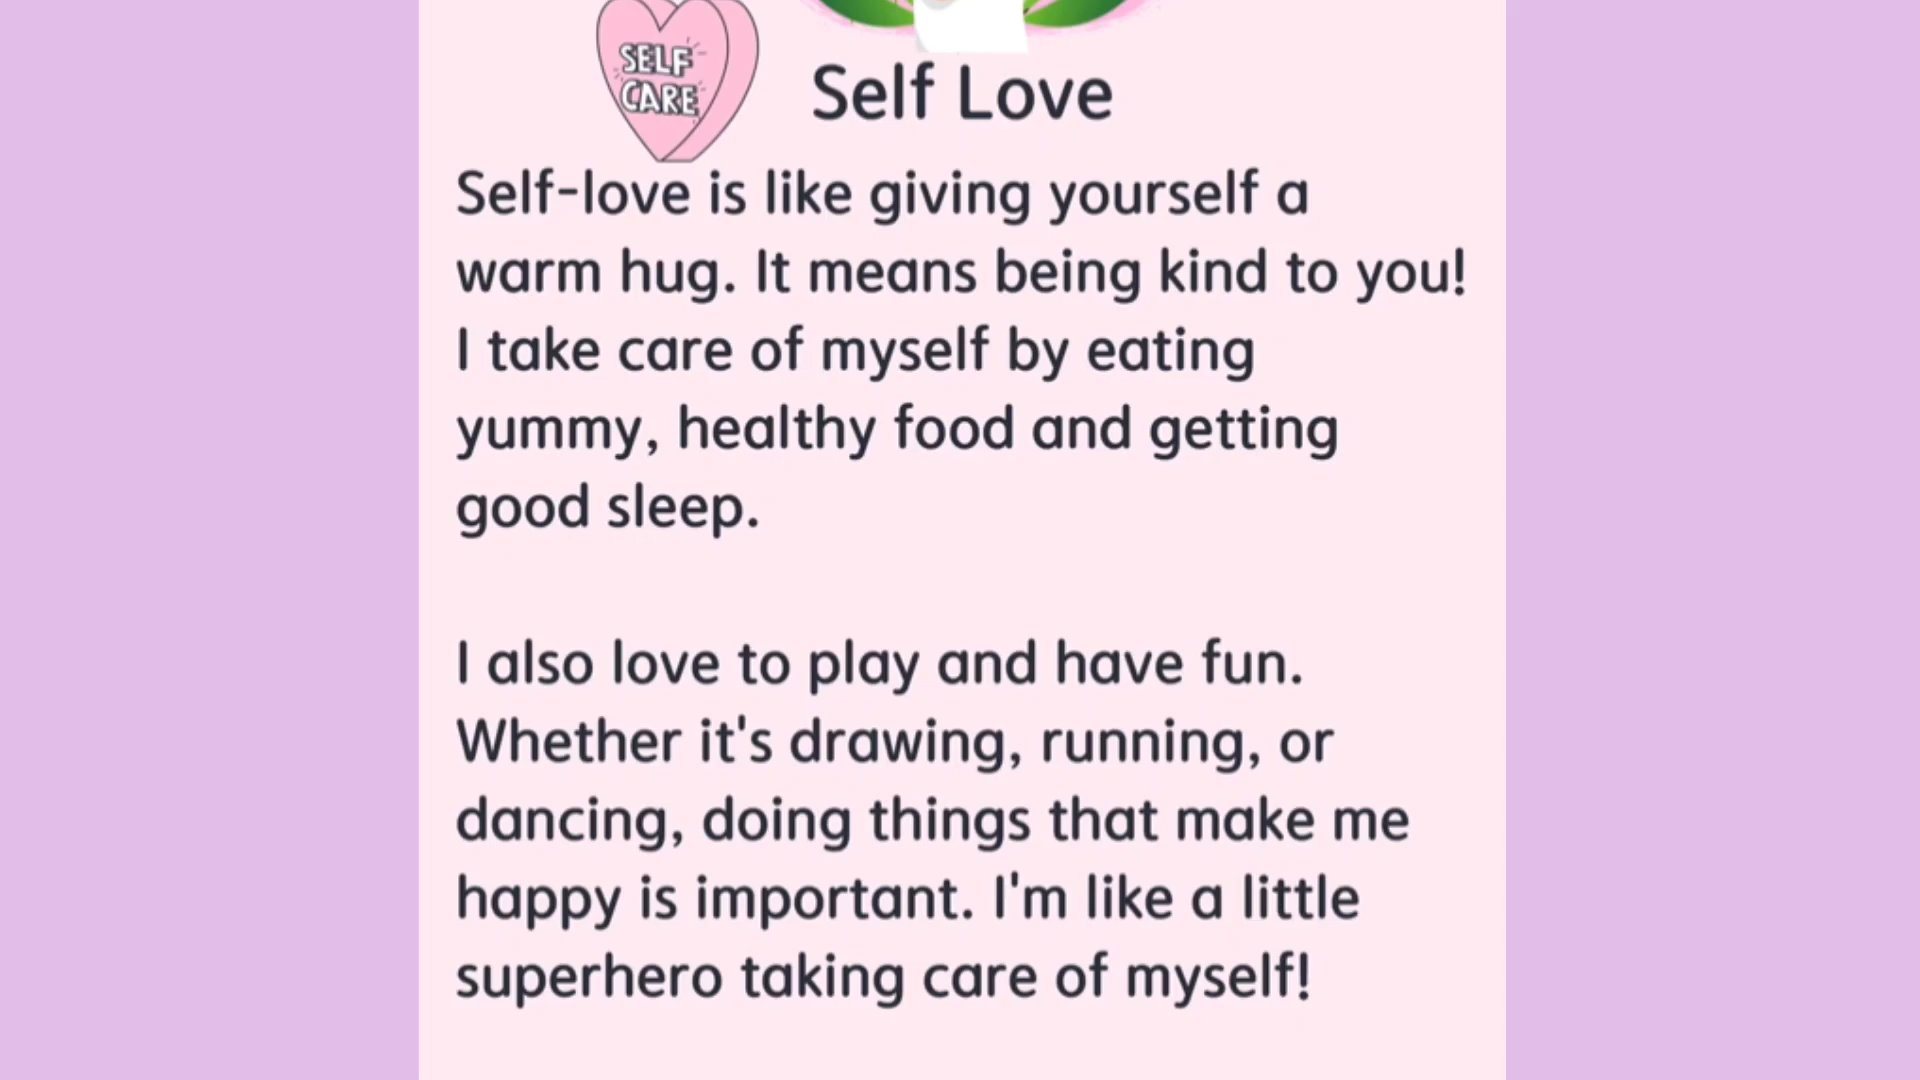 SELF
CARE
Self Love
Self-love is like giving yourself a
warm hug. It means being kind to you!
I take care of myself by eating
yummy, healthy food and getting
good sleep.
I also love to play and have fun.
Whether it's drawing, running, or
dancing, doing things that make me
happy is important. I'm like a little
superhero taking care of myself!